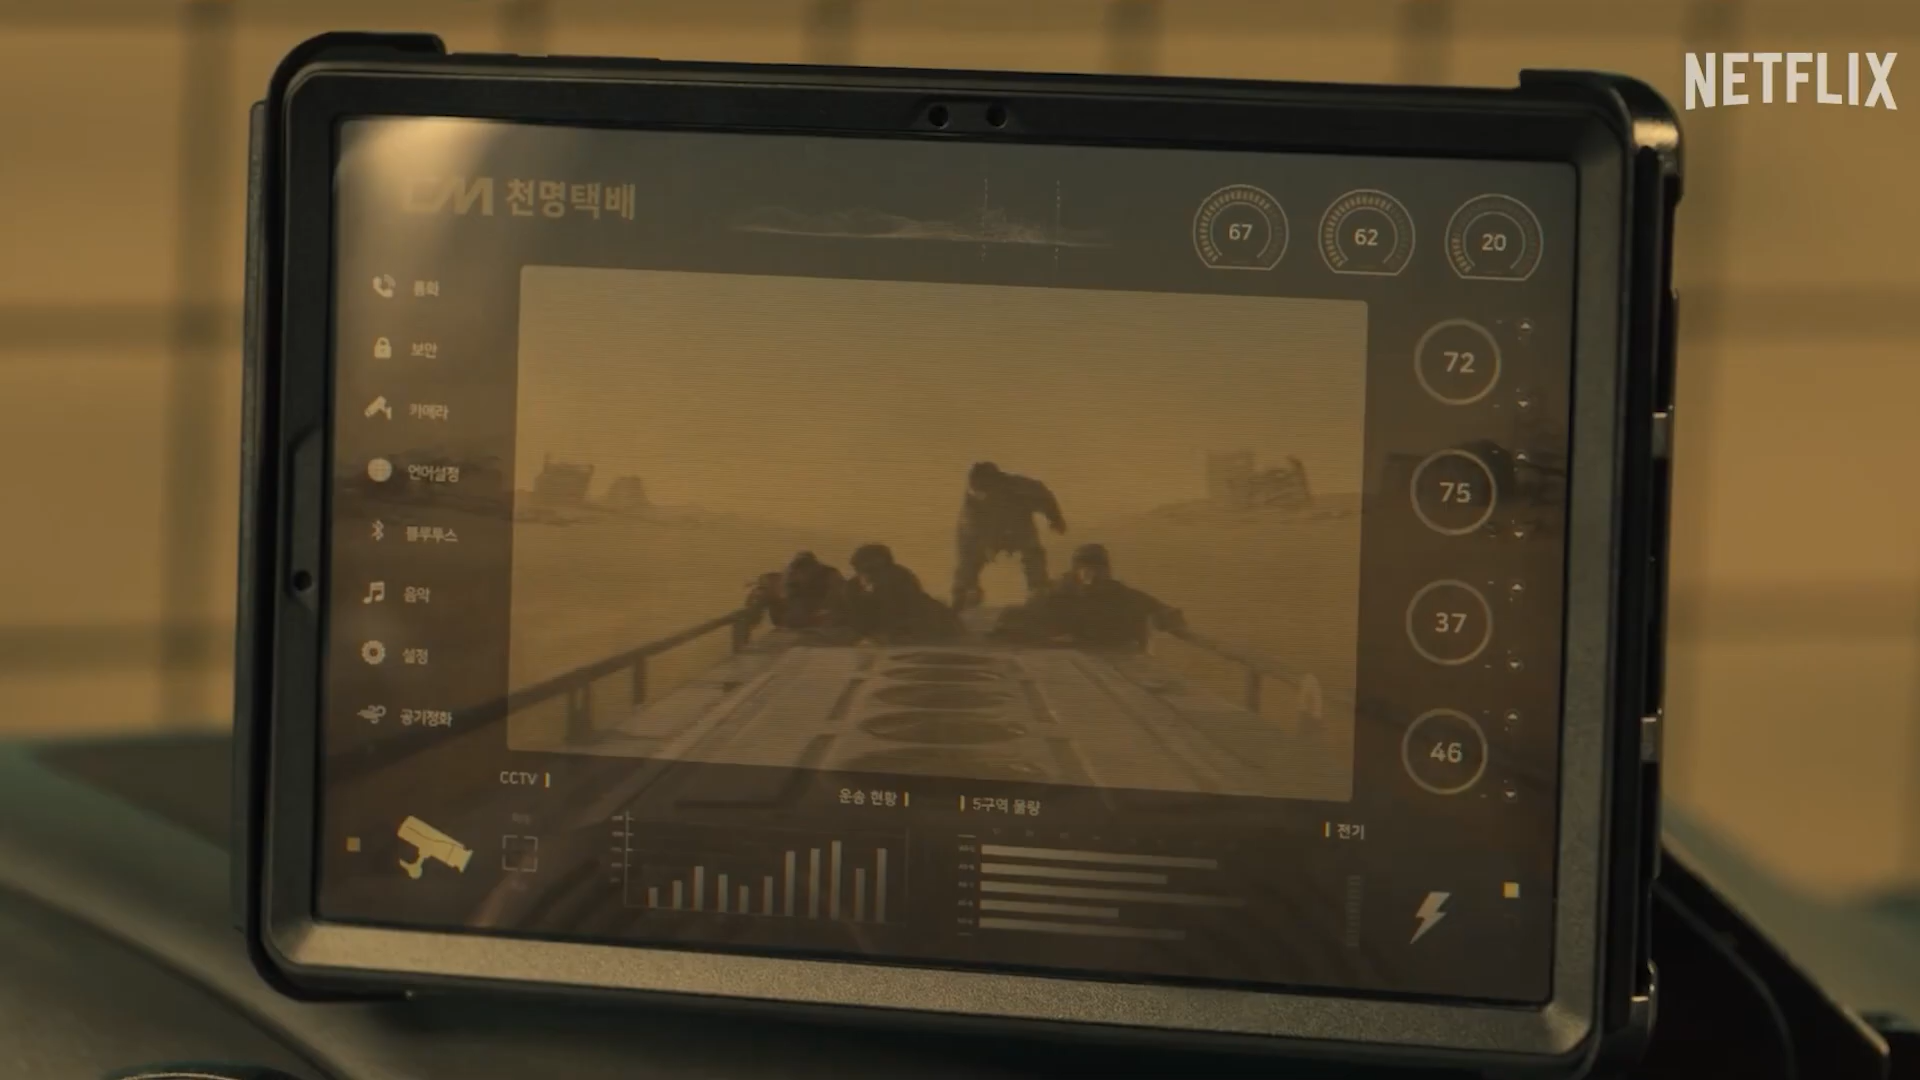 NETFLIX
CM 천명택배
67
62
20
통화
보안
카메라
언어설정
블루투스
음악
설정
공기정화
72
75
37
46
CCTV
운송 현황
5구역 물량
전기